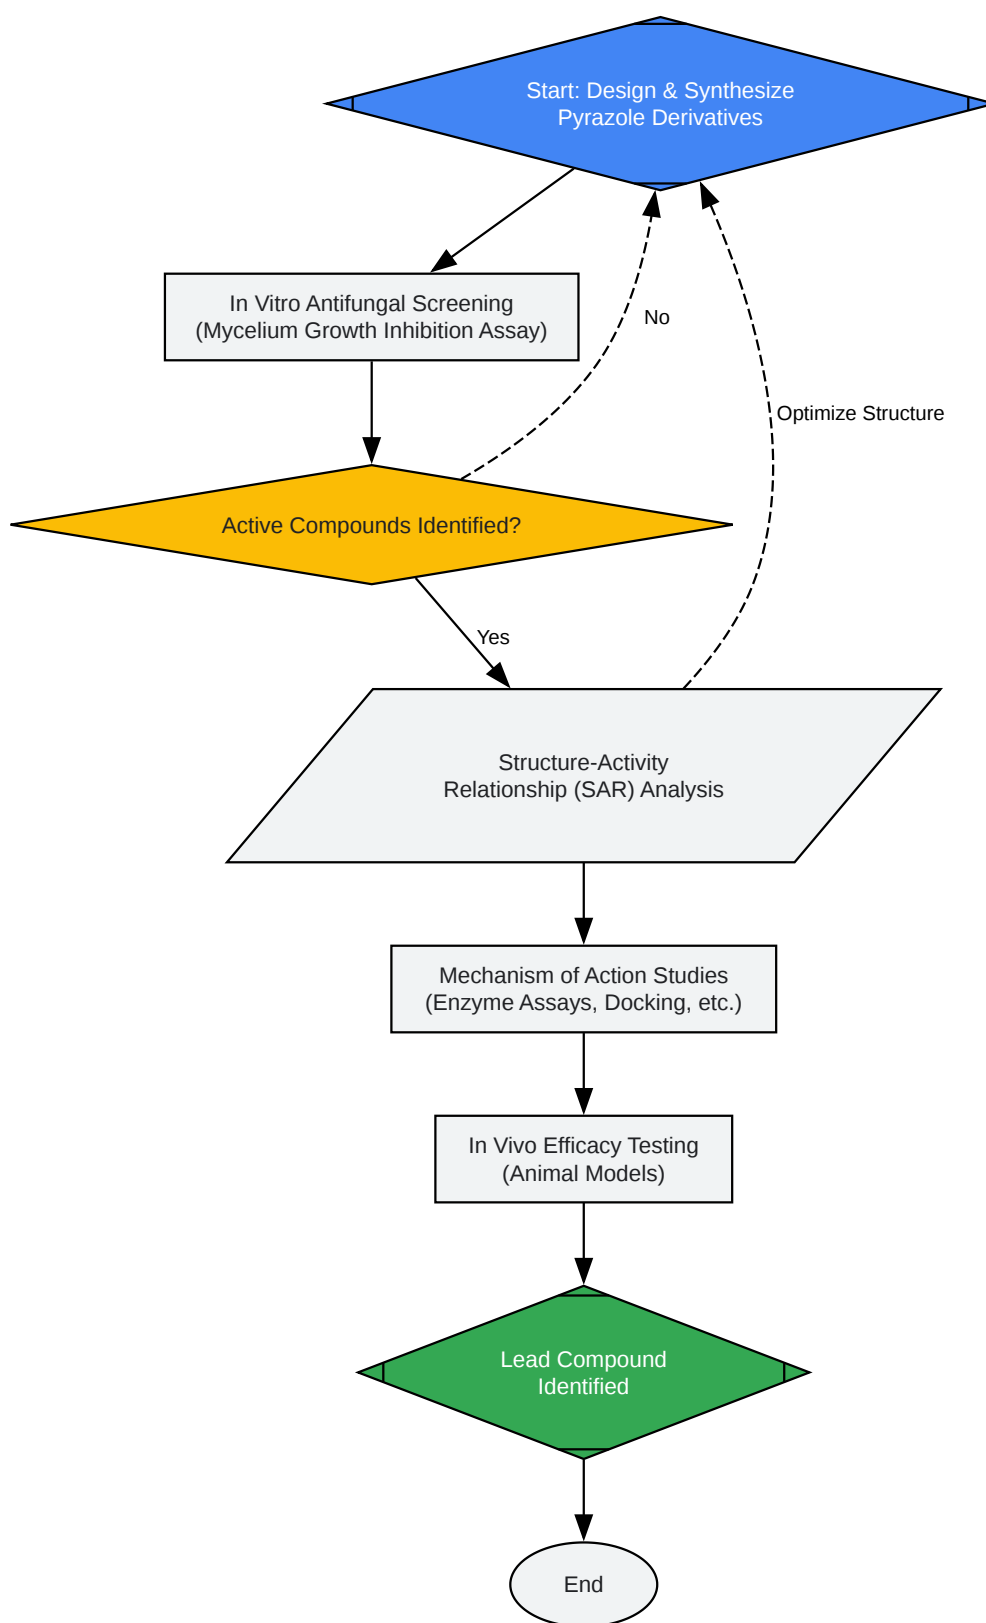 Start: Design & Synthesize
Pyrazole Derivatives
In Vitro Antifungal Screening
(Mycelium Growth Inhibition Assay)
No
Optimize Structure
Active Compounds Identified?
Yes
Structure-Activity
Relationship (SAR) Analysis
Mechanism of Action Studies
(Enzyme Assays, Docking, etc.)
In Vivo Efficacy Testing
(Animal Models)
Lead Compound
Identified
End